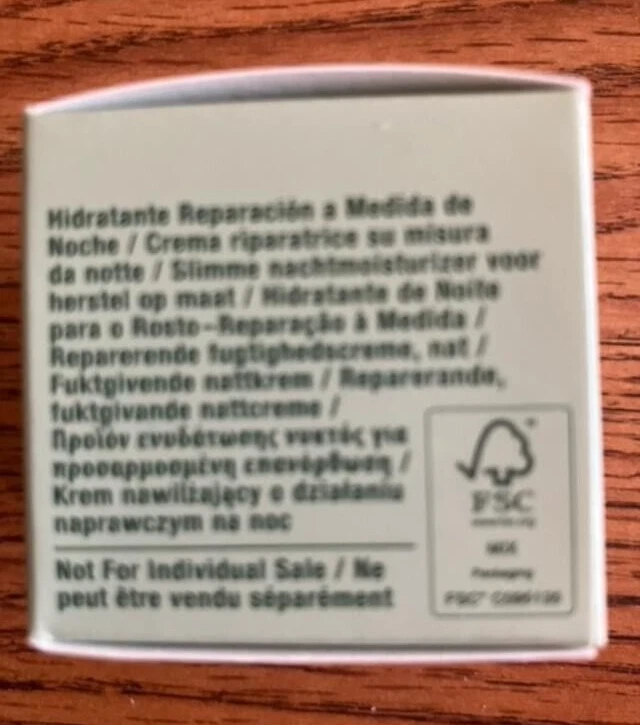 Hidratante Reparación a Medida de
Noche / Crema riparatrice su misura
da notte / Slimme nachtmoisturizer voor
herstel op maat / Hidratante de Noite
para o Rosto-Reparação à Medida /
Reparerende fugtighedscreme, nat /
Fuktgivende nattkrem / Reparerande,
fuktgivande nattcreme /
Προϊόν ενυδάτωσης νυκτός για
προσαρμοσμένη επανόρθωση /
Krem nawilżający o działaniu
naprawczym na noc
Not For Individual Sale / Ne
peut être vendu séparément
FSC
MIX
Packaging
FSC®